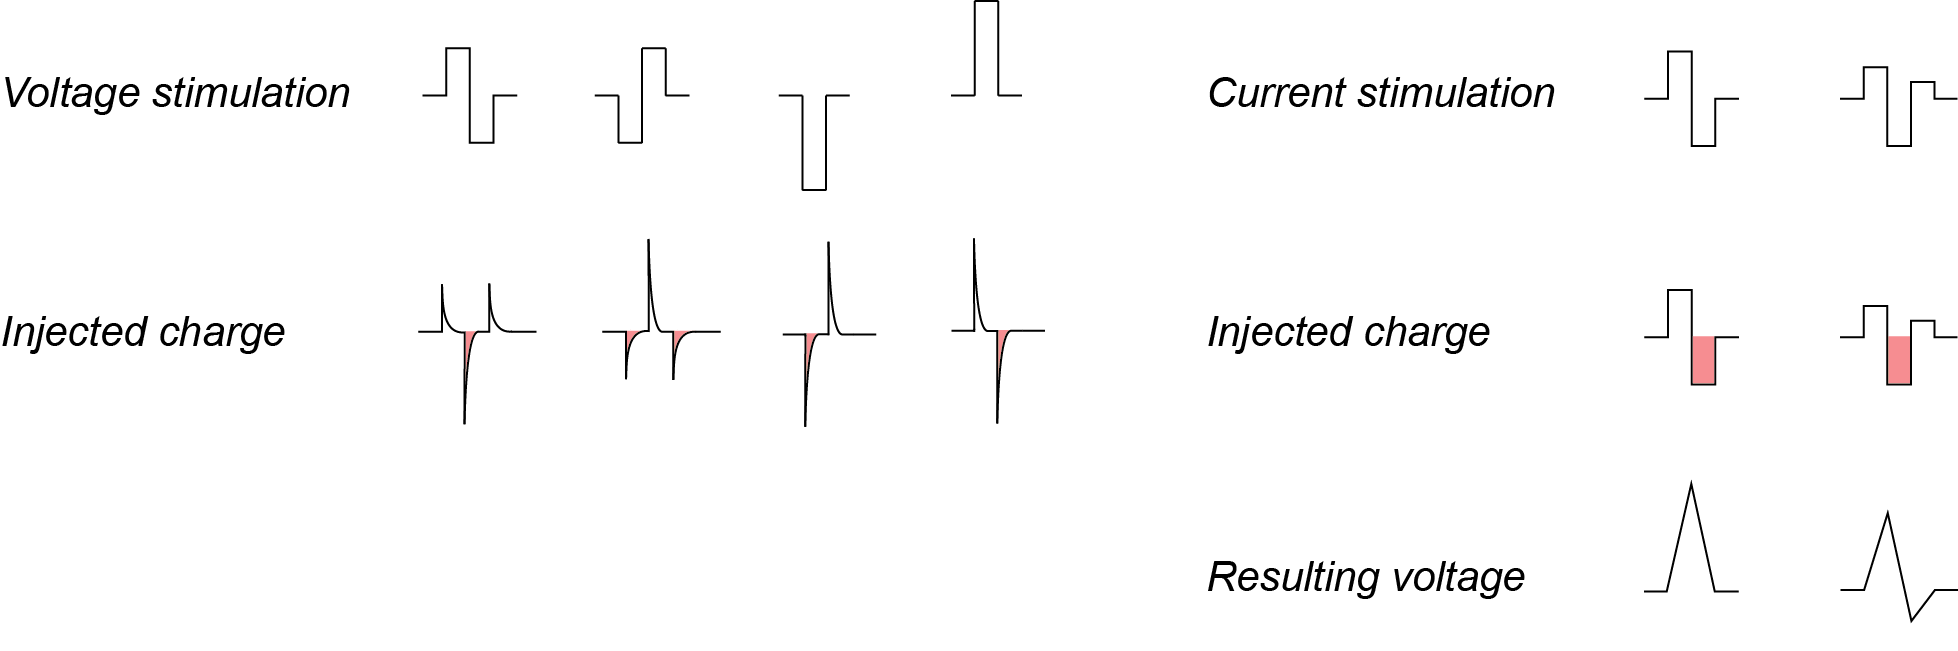 Voltage stimulation
Current stimulation
Injected charge
Injected charge
Resulting voltage